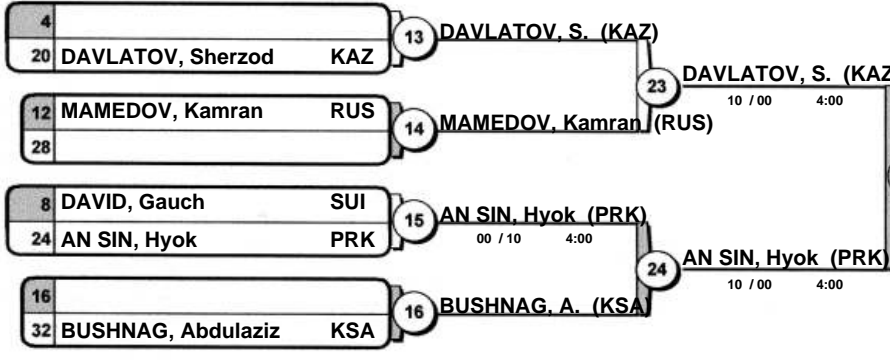 4
20 DAVLATOV, Sherzod KAZ
13 DAVLATOV, S. (KAZ)
12 MAMEDOV, Kamran RUS
28
14 MAMEDOV, Kamran (RUS)
23 DAVLATOV, S. (KAZ
10 / 00 4:00
8 DAVID, Gauch SUI
24 AN SIN, Hyok PRK
15 AN SIN, Hyok (PRK)
00 / 10 4:00
16
32 BUSHNAG, Abdulaziz KSA
16 BUSHNAG, A. (KSA)
24 AN SIN, Hyok (PRK)
10 / 00 4:00